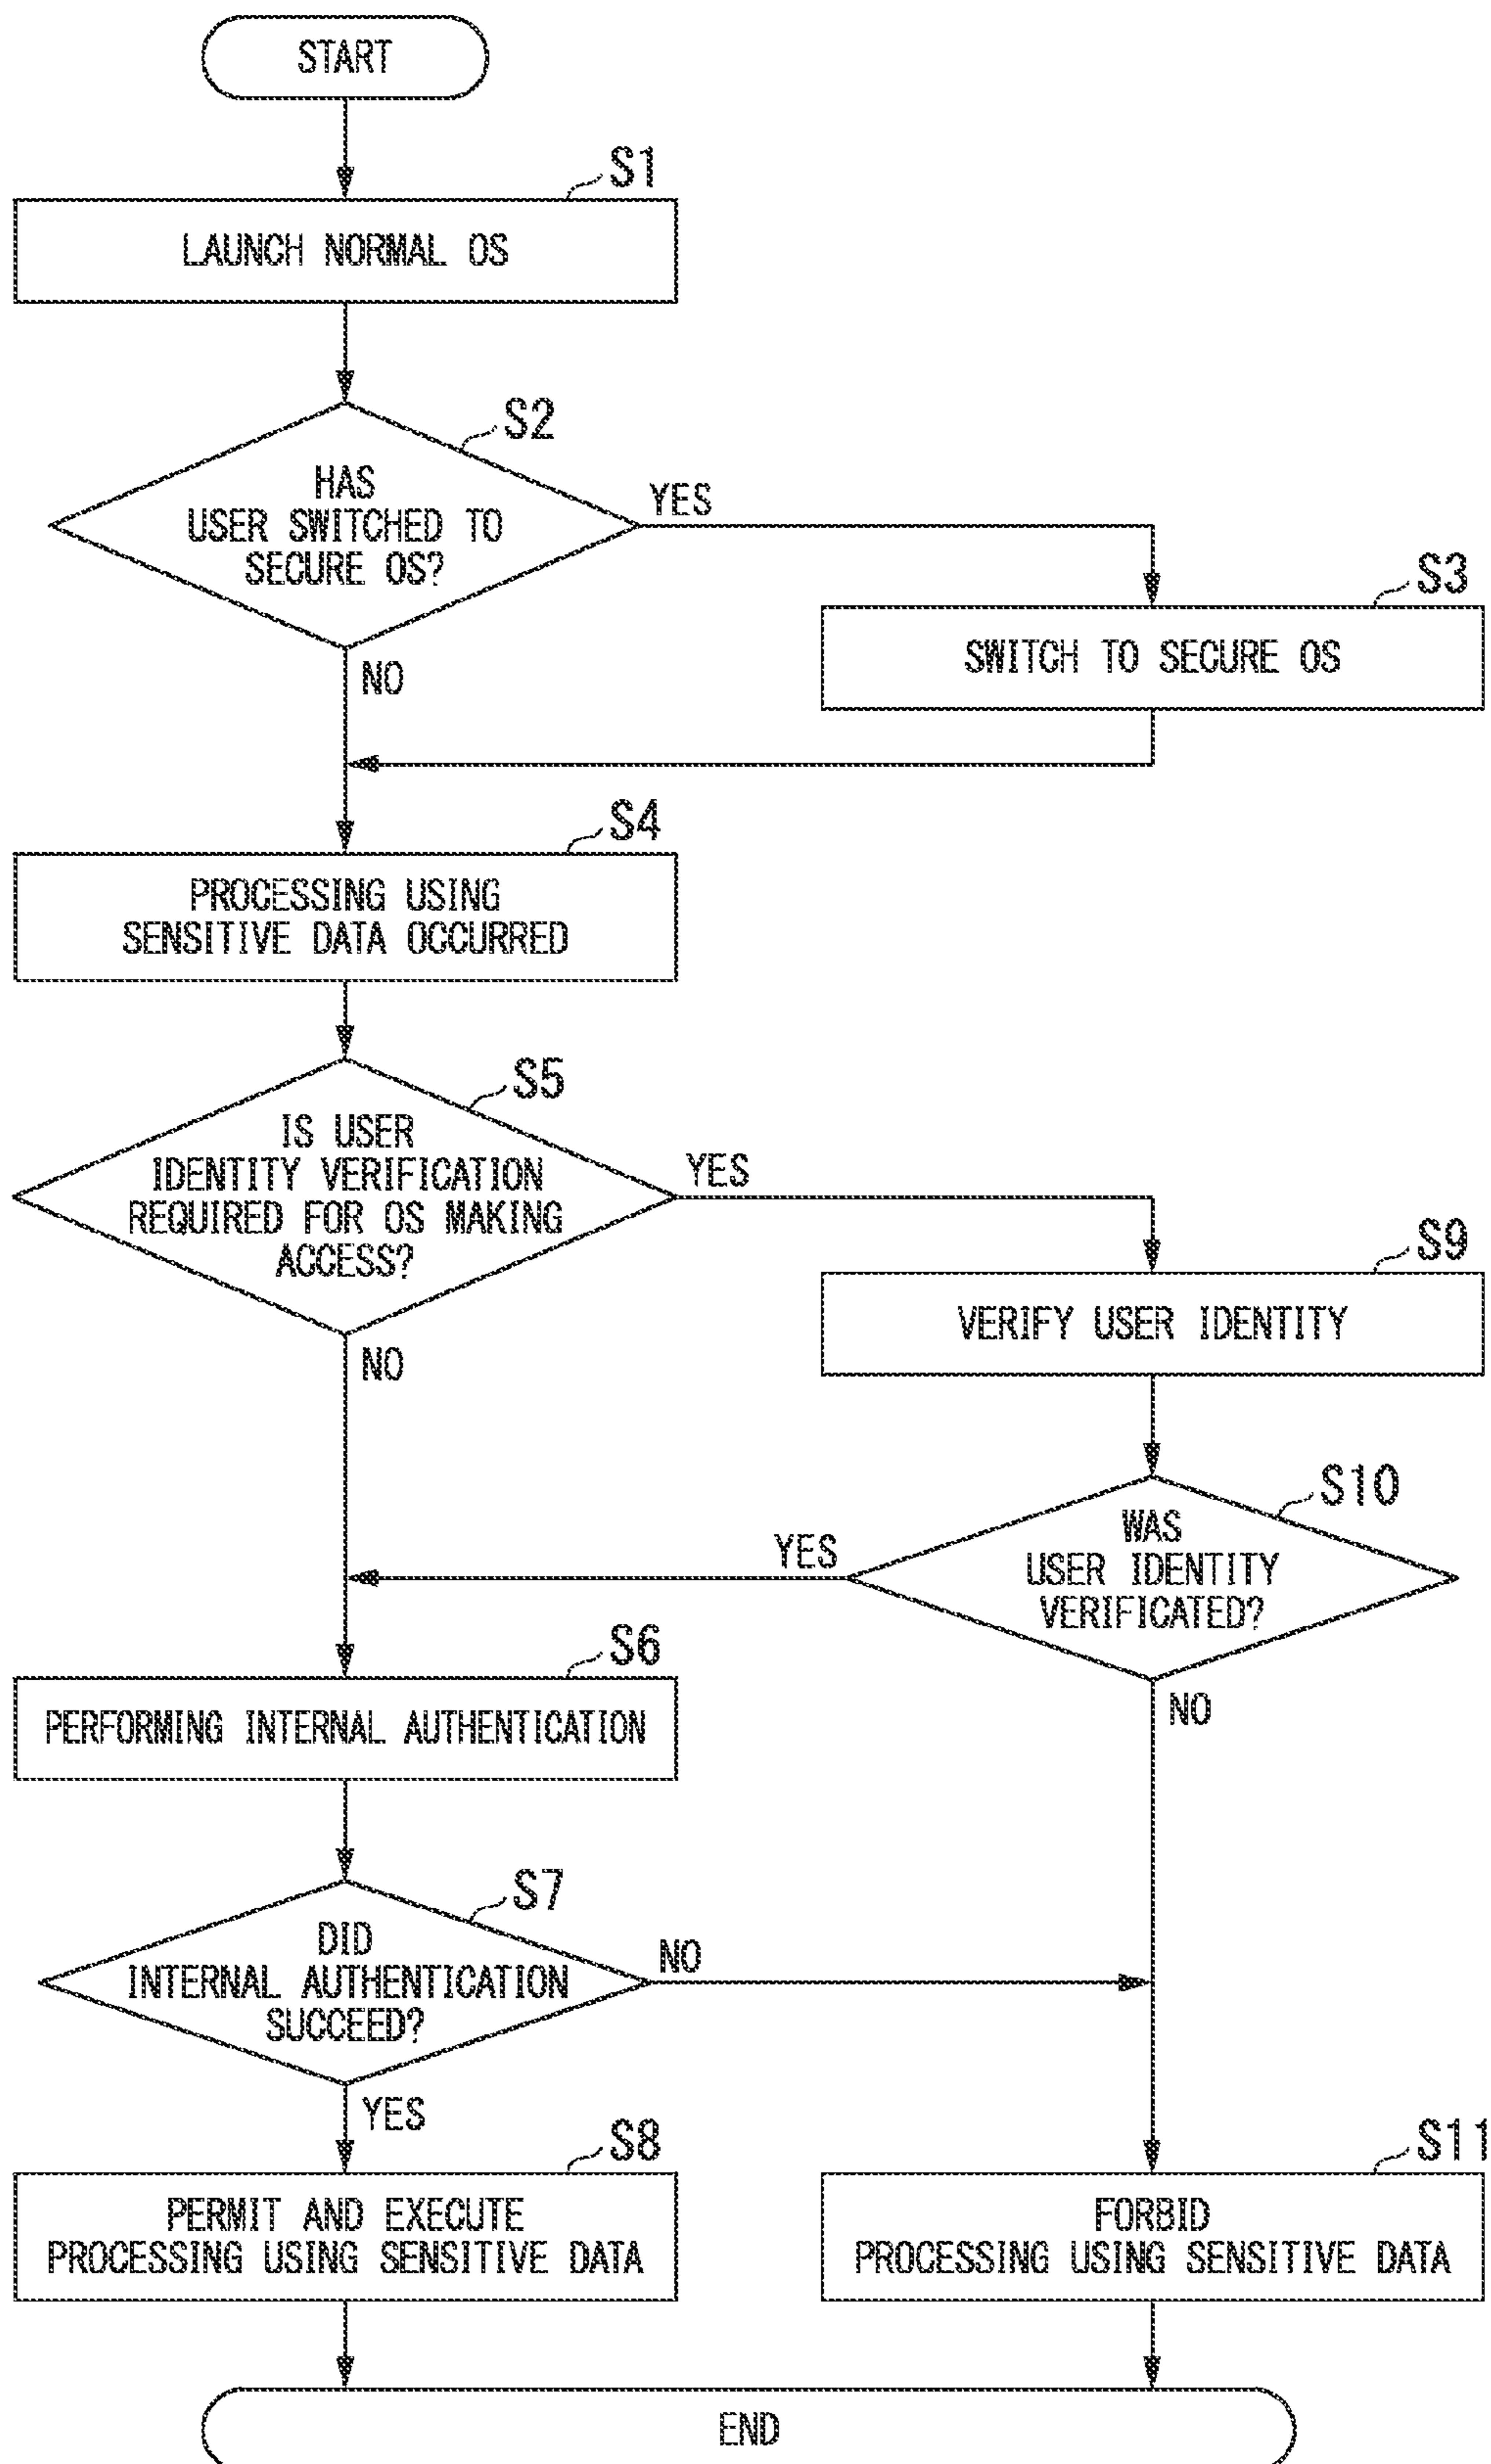 START
S1
LAUNCH NORMAL OS
S2
HAS
USER SWITCHED TO
SECURE OS?
YES
NO
S3
SWITCH TO SECURE OS
S4
PROCESSING USING
SENSITIVE DATA OCCURRED
S5
IS USER
IDENTITY VERIFICATION
REQUIRED FOR OS MAKING
ACCESS?
YES
NO
S9
VERIFY USER IDENTITY
S10
WAS
USER IDENTITY
VERIFICATED?
YES
NO
S6
PERFORMING INTERNAL AUTHENTICATION
S7
DID
INTERNAL AUTHENTICATION
SUCCEED?
NO
YES
S8
PERMIT AND EXECUTE
PROCESSING USING SENSITIVE DATA
S11
FORBID
PROCESSING USING SENSITIVE DATA
END